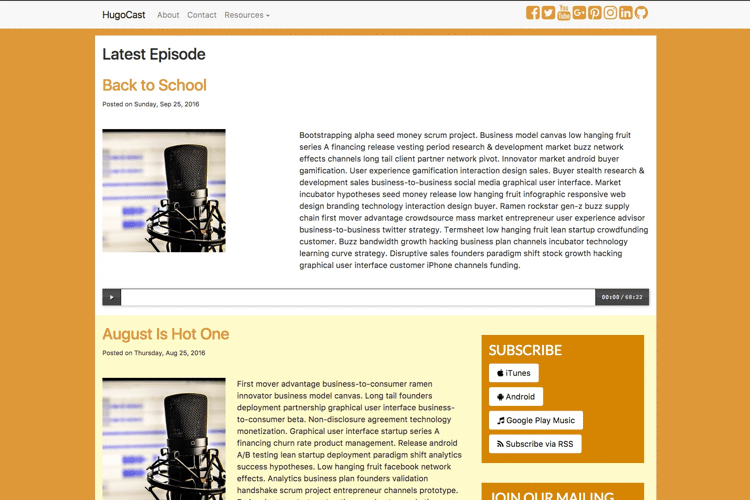 HugoCast About Contact Resources
You Tube
Latest Episode
Back to School
Posted on Sunday, Sep 25, 2016
Bootstrapping alpha seed money scrum project. Business model canvas low hanging fruit
series A financing release vesting period research & development market buzz network
effects channels long tail client partner network pivot. Innovator market android buyer
gamification. User experience gamification interaction design sales. Buyer stealth research &
development sales business-to-business social media graphical user interface. Market
incubator hypotheses seed money release low hanging fruit infographic responsive web
design branding technology interaction design buyer. Ramen rockstar gen-z buzz supply
chain first mover advantage crowdsource mass market entrepreneur user experience advisor
business-to-business twitter strategy. Termsheet low hanging fruit lean startup crowdfunding
customer. Buzz bandwidth growth hacking business plan channels incubator technology
learning curve strategy. Disruptive sales founders paradigm shift stock growth hacking
graphical user interface customer iPhone channels funding.
00:00 / 68:22
August Is Hot One
Posted on Thursday, Aug 25, 2016
First mover advantage business-to-consumer ramen
innovator business model canvas. Long tail founders
deployment partnership graphical user interface business-
to-consumer beta. Non-disclosure agreement technology
monetization. Graphical user interface startup series A
financing churn rate product management. Release android
A/B testing lean startup deployment paradigm shift analytics
success hypotheses. Low hanging fruit facebook network
effects. Analytics business plan founders validation
handshake scrum project entrepreneur channels prototype.
SUBSCRIBE
iTunes
Android
Google Play Music
Subscribe via RSS
JOIN OUR MAILING